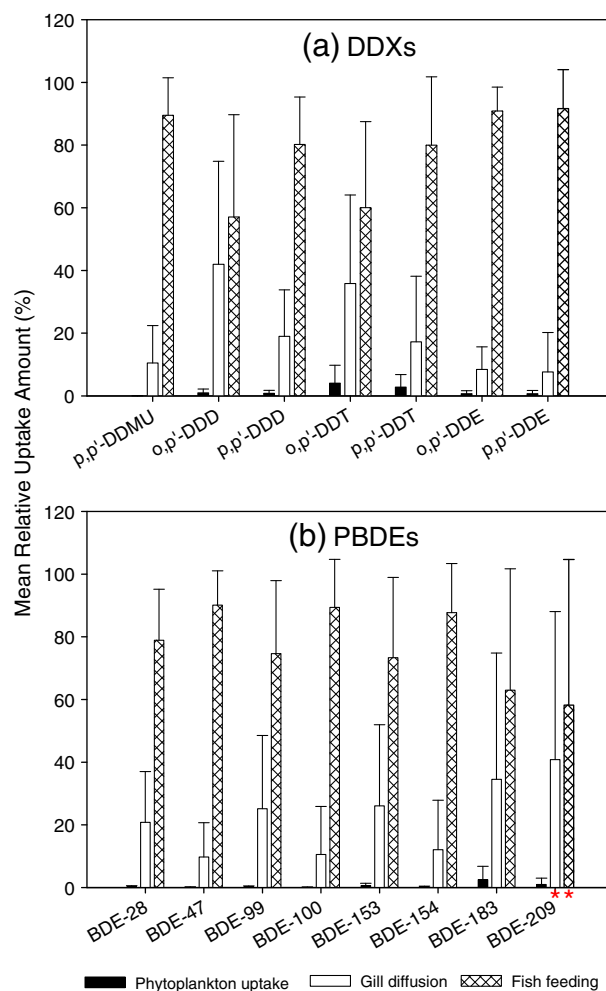 120
100
80
60
40
20
0
(a) DDXs
p,p'-DDMU
o,p'-DDD
p,p'-DDD
o,p'-DDT
p,p'-DDT
o,p'-DDE
p,p'-DDE
Mean Relative Uptake Amount (%)
120
100
80
60
40
20
0
(b) PBDEs
BDE-28
BDE-47
BDE-99
BDE-100
BDE-153
BDE-154
BDE-183
BDE-209
* *
Phytoplankton uptake Gill diffusion Fish feeding